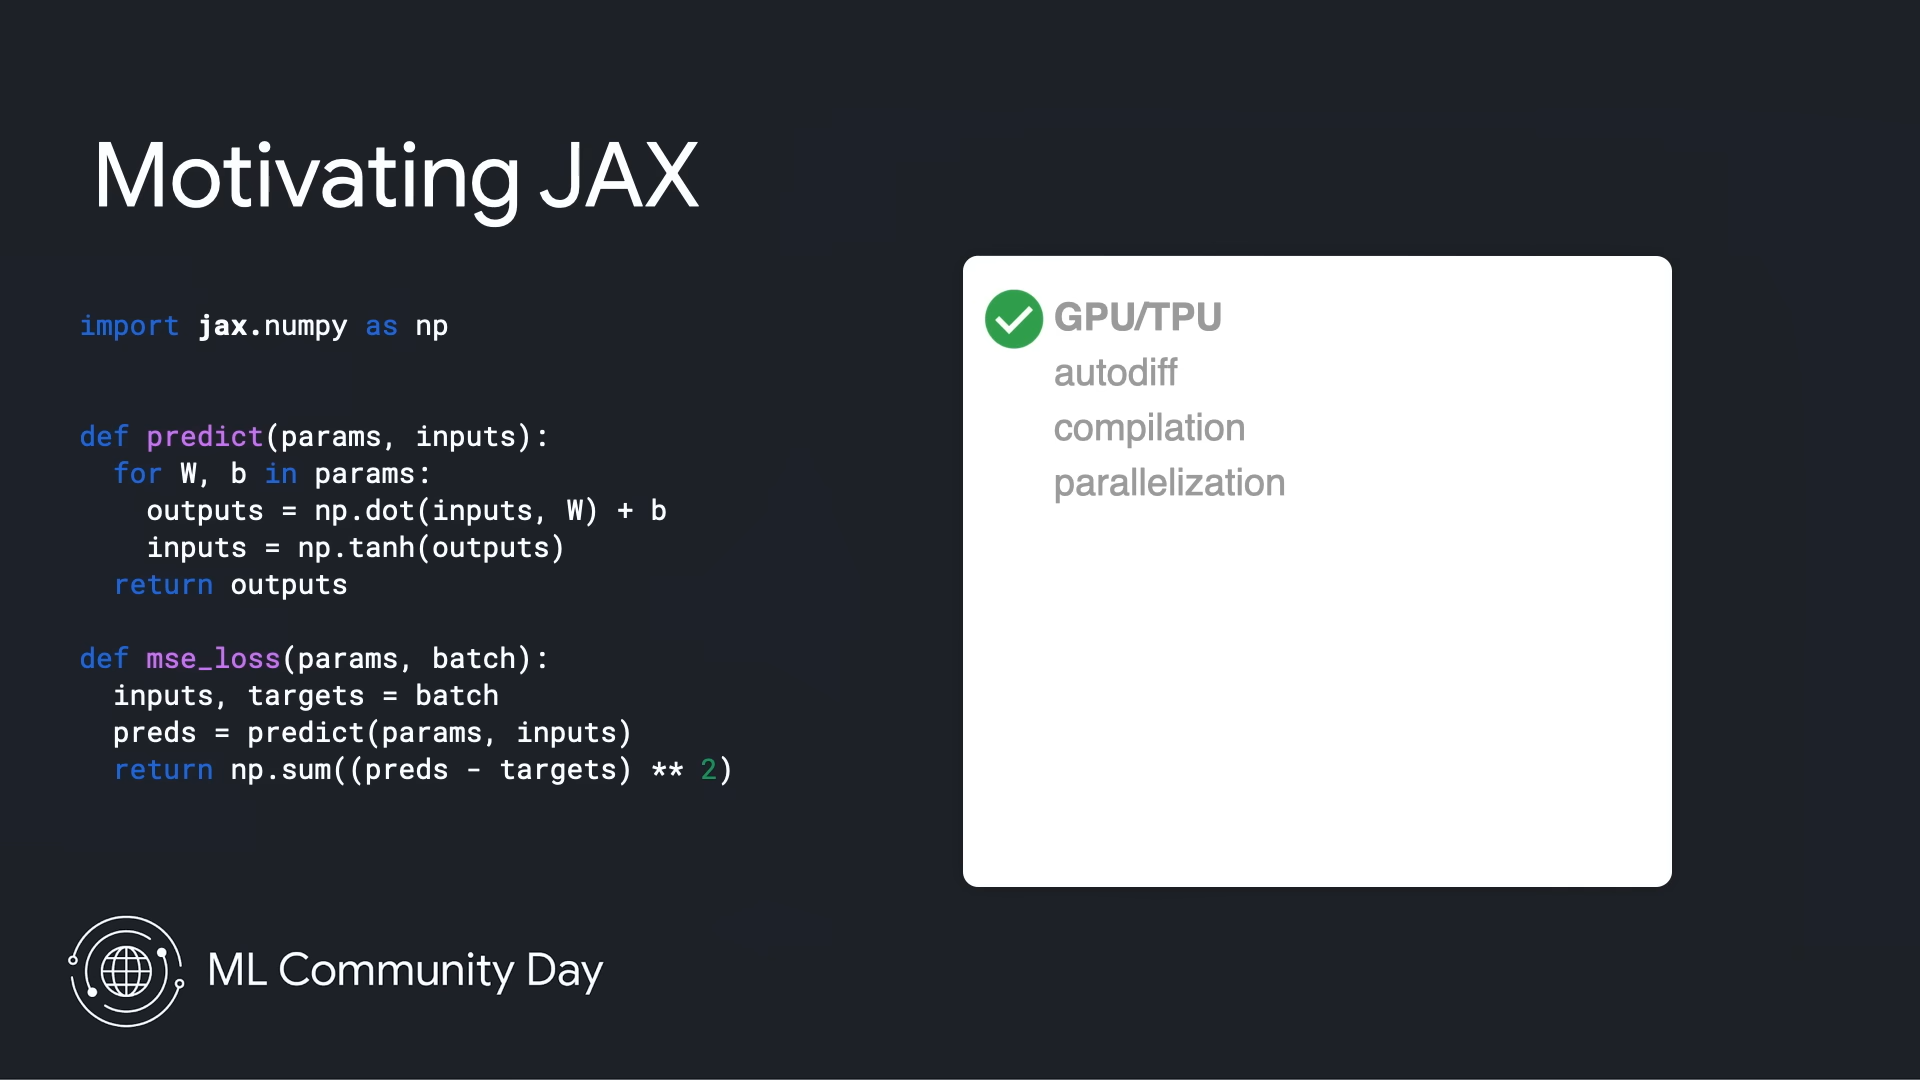 Motivating JAX
import jax.numpy as np
def predict(params, inputs):
  for W, b in params:
    outputs = np.dot(inputs, W) + b
    inputs = np.tanh(outputs)
  return outputs
def mse_loss(params, batch):
  inputs, targets = batch
  preds = predict(params, inputs)
  return np.sum((preds - targets) ** 2)
GPU/TPU
autodiff
compilation
parallelization
ML Community Day